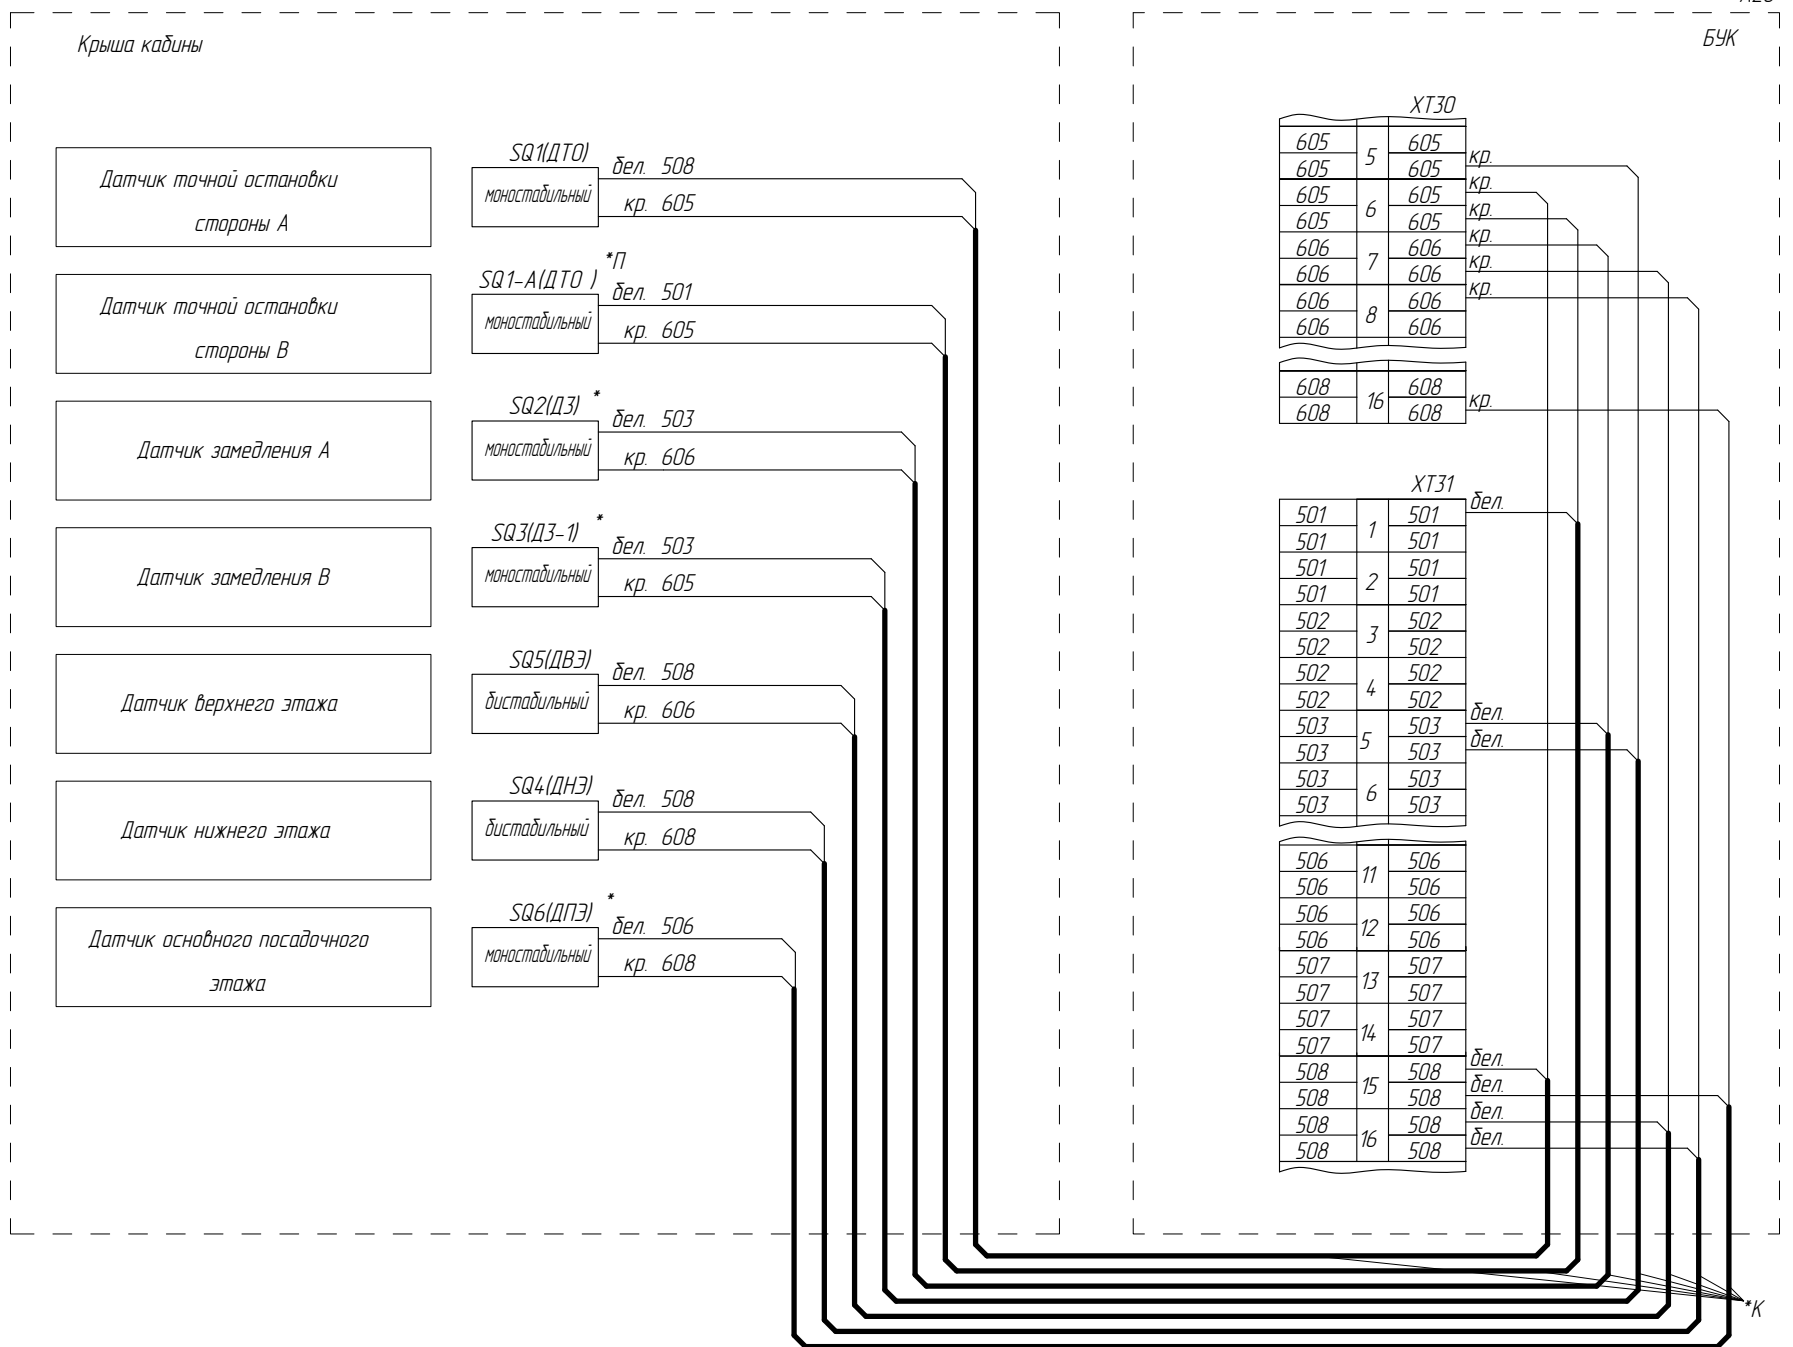 Крыша кабины
БУК
Датчик точной остановки
стороны А
SQ1(ДТО)
моностабильный
бел. 508
кр. 605
Датчик точной остановки
стороны В
*П
SQ1-А(ДТО )
моностабильный
бел. 501
кр. 605
Датчик замедления А
SQ2(ДЗ) *
моностабильный
бел. 503
кр. 606
Датчик замедления В
SQ3(ДЗ-1) *
моностабильный
бел. 503
кр. 605
Датчик верхнего этажа
SQ5(ДВЭ)
бистабильный
бел. 508
кр. 606
Датчик нижнего этажа
SQ4(ДНЭ)
бистабильный
бел. 508
кр. 608
Датчик основного посадочного
этажа
SQ6(ДПЭ) *
моностабильный
бел. 506
кр. 608
XT30
605 5 605
605 605 кр.
605 6 605 кр.
605 605 кр.
606 7 606 кр.
606 606 кр.
606 8 606 кр.
606 606
608 16 608
608 608 кр.
XT31
501 1 501 бел.
501 501
501 2 501
501 501
502 3 502
502 502
502 4 502
502 502
503 5 503 бел.
503 503 бел.
503 6 503
503 503
506 11 506
506 506
506 12 506
506 506
507 13 507
507 507
507 14 507
507 507
508 15 508 бел.
508 508 бел.
508 16 508 бел.
508 508 бел.
*К